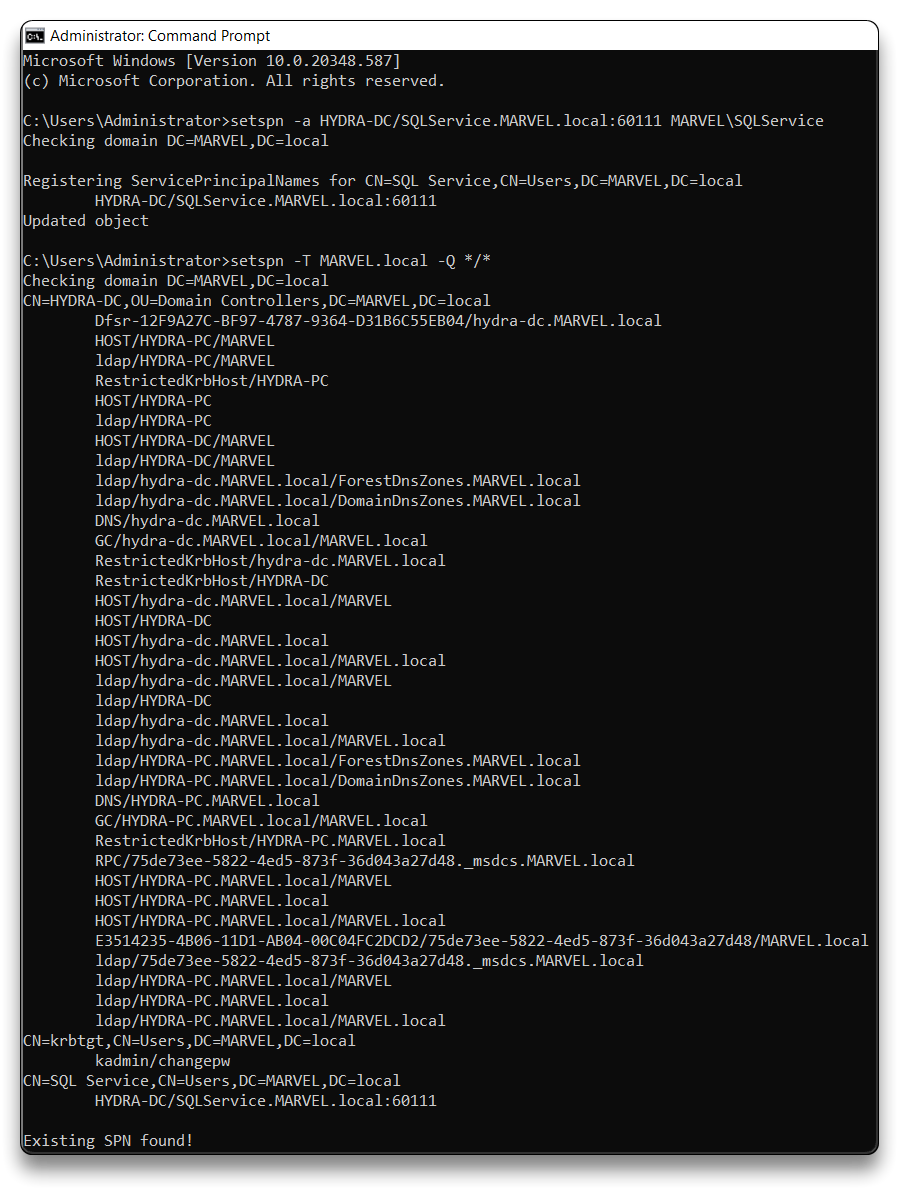 Administrator: Command Prompt
Microsoft Windows [Version 10.0.20348.587]
(c) Microsoft Corporation. All rights reserved.
C:\Users\Administrator>setspn -a HYDRA-DC/SQLService.MARVEL.local:60111 MARVEL\SQLService
Checking domain DC=MARVEL,DC=local
Registering ServicePrincipalNames for CN=SQL Service,CN=Users,DC=MARVEL,DC=local
HYDRA-DC/SQLService.MARVEL.local:60111
Updated object
C:\Users\Administrator>setspn -T MARVEL.local -Q */*
Checking domain DC=MARVEL,DC=local
CN=HYDRA-DC,OU=Domain Controllers,DC=MARVEL,DC=local
Dfsr-12F9A27C-BF97-4787-9364-D31B6C55EB04/hydra-dc.MARVEL.local
HOST/HYDRA-PC/MARVEL
ldap/HYDRA-PC/MARVEL
RestrictedKrbHost/HYDRA-PC
HOST/HYDRA-PC
ldap/HYDRA-PC
HOST/HYDRA-DC/MARVEL
ldap/HYDRA-DC/MARVEL
ldap/hydra-dc.MARVEL.local/ForestDnsZones.MARVEL.local
ldap/hydra-dc.MARVEL.local/DomainDnsZones.MARVEL.local
DNS/hydra-dc.MARVEL.local
GC/hydra-dc.MARVEL.local/MARVEL.local
RestrictedKrbHost/hydra-dc.MARVEL.local
RestrictedKrbHost/HYDRA-DC
HOST/hydra-dc.MARVEL.local/MARVEL
HOST/HYDRA-DC
HOST/hydra-dc.MARVEL.local
HOST/hydra-dc.MARVEL.local/MARVEL.local
ldap/hydra-dc.MARVEL.local/MARVEL
ldap/HYDRA-DC
ldap/hydra-dc.MARVEL.local
ldap/hydra-dc.MARVEL.local/MARVEL.local
ldap/HYDRA-PC.MARVEL.local/ForestDnsZones.MARVEL.local
ldap/HYDRA-PC.MARVEL.local/DomainDnsZones.MARVEL.local
DNS/HYDRA-PC.MARVEL.local
GC/HYDRA-PC.MARVEL.local/MARVEL.local
RestrictedKrbHost/HYDRA-PC.MARVEL.local
RPC/75de73ee-5822-4ed5-873f-36d043a27d48._msdcs.MARVEL.local
HOST/HYDRA-PC.MARVEL.local/MARVEL
HOST/HYDRA-PC.MARVEL.local
HOST/HYDRA-PC.MARVEL.local/MARVEL.local
E3514235-4B06-11D1-AB04-00C04FC2DCD2/75de73ee-5822-4ed5-873f-36d043a27d48/MARVEL.local
ldap/75de73ee-5822-4ed5-873f-36d043a27d48._msdcs.MARVEL.local
ldap/HYDRA-PC.MARVEL.local/MARVEL
ldap/HYDRA-PC.MARVEL.local
ldap/HYDRA-PC.MARVEL.local/MARVEL.local
CN=krbtgt,CN=Users,DC=MARVEL,DC=local
kadmin/changepw
CN=SQL Service,CN=Users,DC=MARVEL,DC=local
HYDRA-DC/SQLService.MARVEL.local:60111
Existing SPN found!